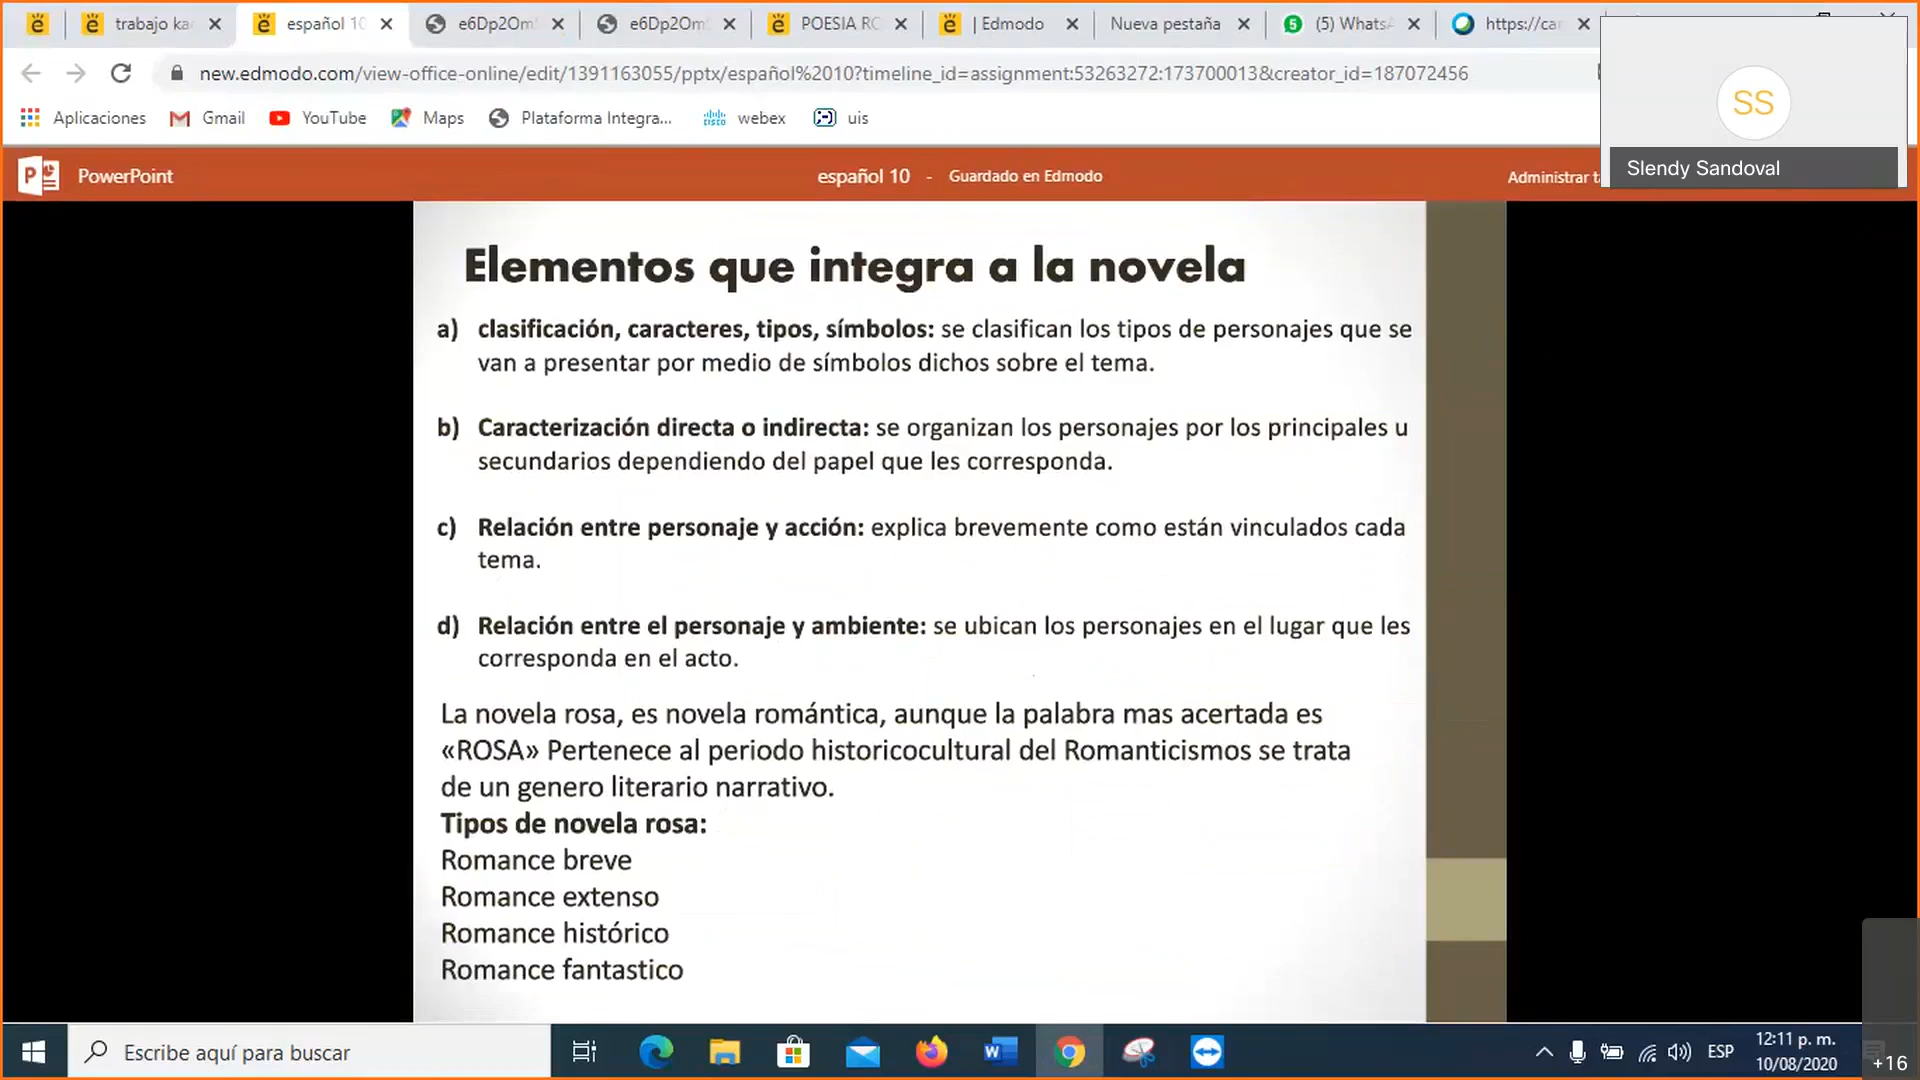 trabajo ka
español 10
e6Dp2Om
e6Dp2Om
POESIA RO
| Edmodo
Nueva pestaña
(5) Whats
https://ca
new.edmodo.com/view-office-online/edit/1391163055/pptx/español%2010?timeline_id=assignment:53263272:173700013&creator_id=187072456
Aplicaciones
Gmail
YouTube
Maps
Plataforma Integra...
webex
uis
SS
Slendy Sandoval
PowerPoint
español 10 - Guardado en Edmodo
Administrar t
Elementos que integra a la novela
a) clasificación, caracteres, tipos, símbolos: se clasifican los tipos de personajes que se
van a presentar por medio de símbolos dichos sobre el tema.
b) Caracterización directa o indirecta: se organizan los personajes por los principales u
secundarios dependiendo del papel que les corresponda.
c) Relación entre personaje y acción: explica brevemente como están vinculados cada
tema.
d) Relación entre el personaje y ambiente: se ubican los personajes en el lugar que les
corresponda en el acto.
La novela rosa, es novela romántica, aunque la palabra mas acertada es
«ROSA» Pertenece al periodo historicocultural del Romanticismos se trata
de un genero literario narrativo.
Tipos de novela rosa:
Romance breve
Romance extenso
Romance histórico
Romance fantastico
Escribe aquí para buscar
ESP
12:11 p. m.
10/08/2020
+16